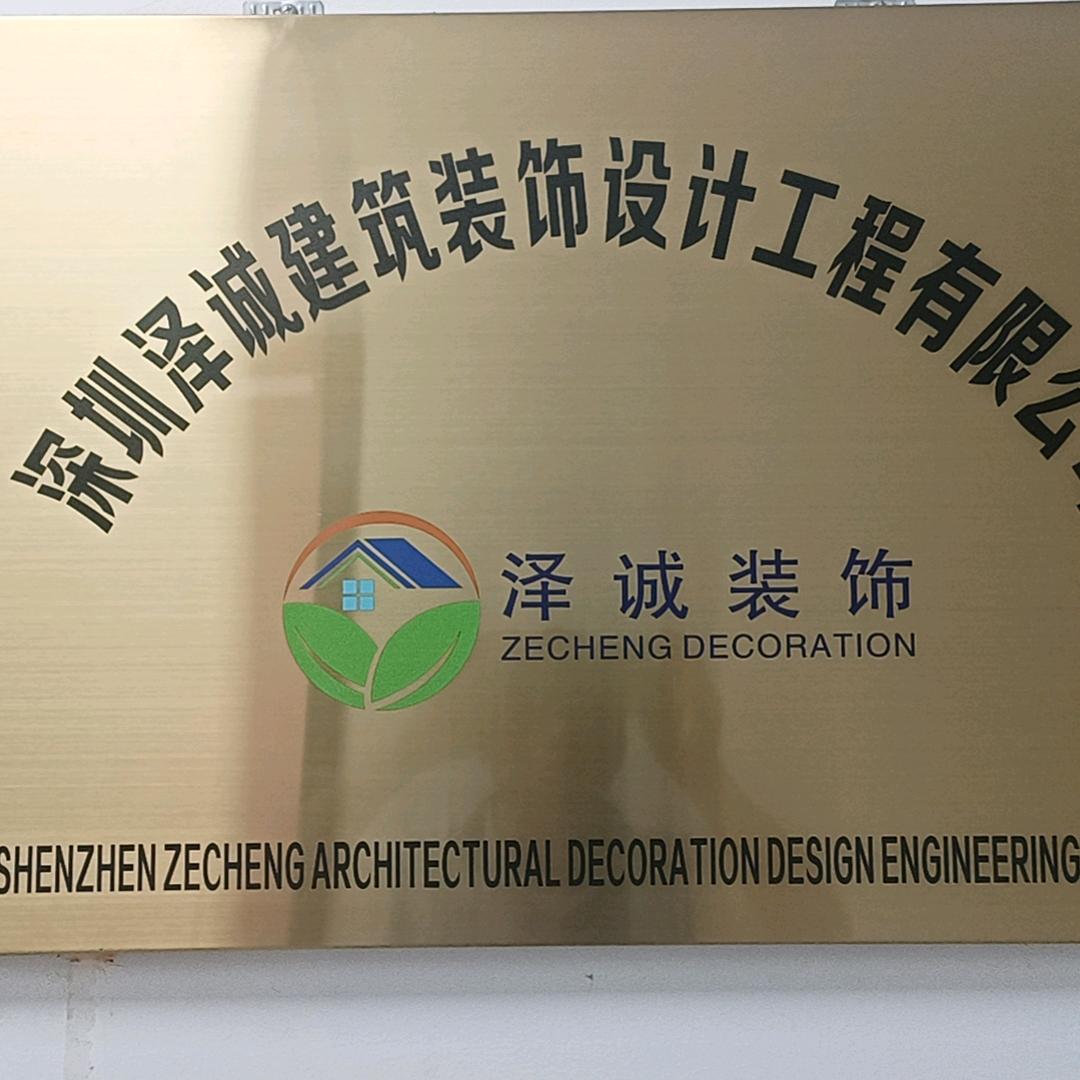 深圳泽诚建筑装饰设计工程有限公
泽诚装饰
ZECHENG DECORATION
SHENZHEN ZECHENG ARCHITECTURAL DECORATION DESIGN ENGINEERING